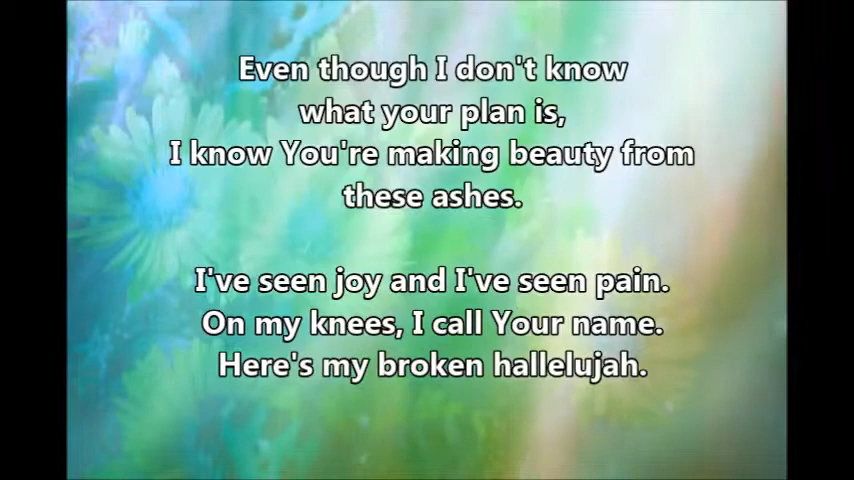 Even though I don't know
what your plan is,
I know You're making beauty from
these ashes.
I've seen joy and I've seen pain.
On my knees, I call Your name.
Here's my broken hallelujah.